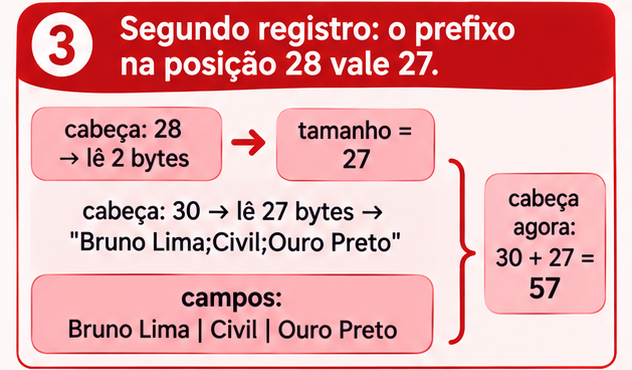 3
Segundo registro: o prefixo
na posição 28 vale 27.
cabeça: 28
→ lê 2 bytes
tamanho =
27
cabeça: 30 → lê 27 bytes →
"Bruno Lima;Civil;Ouro Preto"
campos:
Bruno Lima | Civil | Ouro Preto
cabeça
agora:
30 + 27 =
57